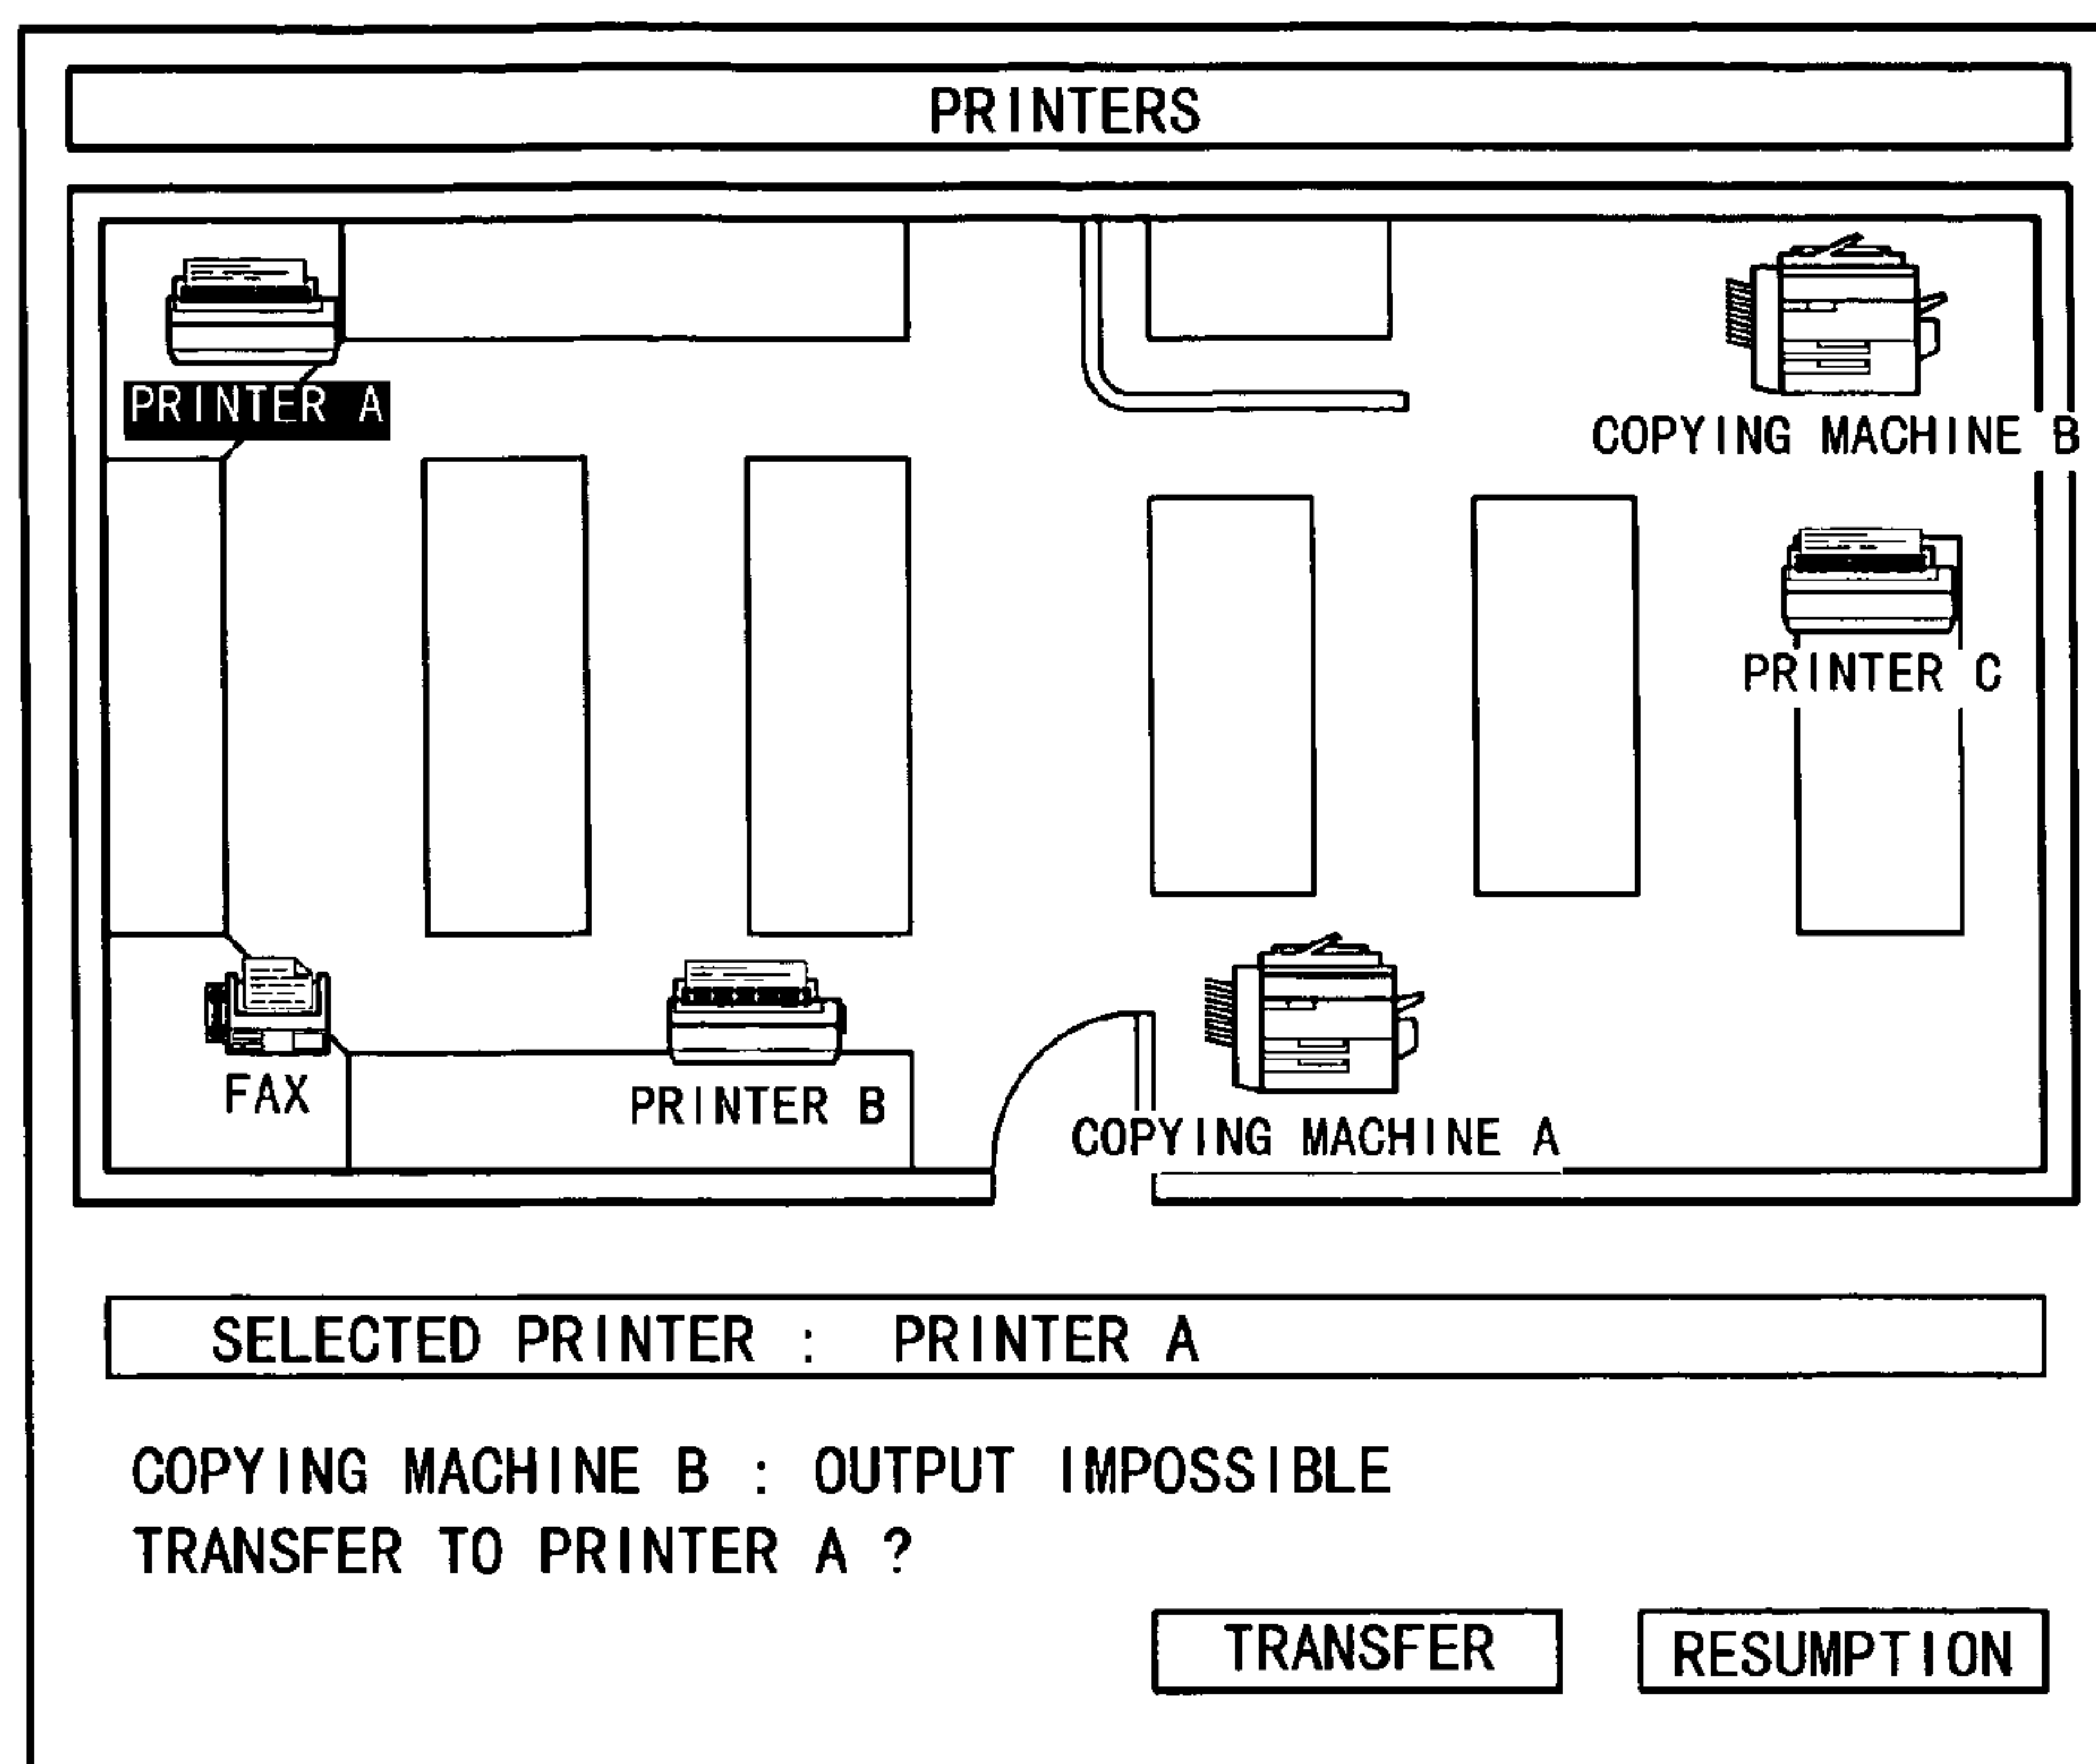 PRINTERS
PRINTER A
COPYING MACHINE B
PRINTER C
FAX
PRINTER B
COPYING MACHINE A
SELECTED PRINTER : PRINTER A
COPYING MACHINE B : OUTPUT IMPOSSIBLE
TRANSFER TO PRINTER A ?
TRANSFER
RESUMPTION